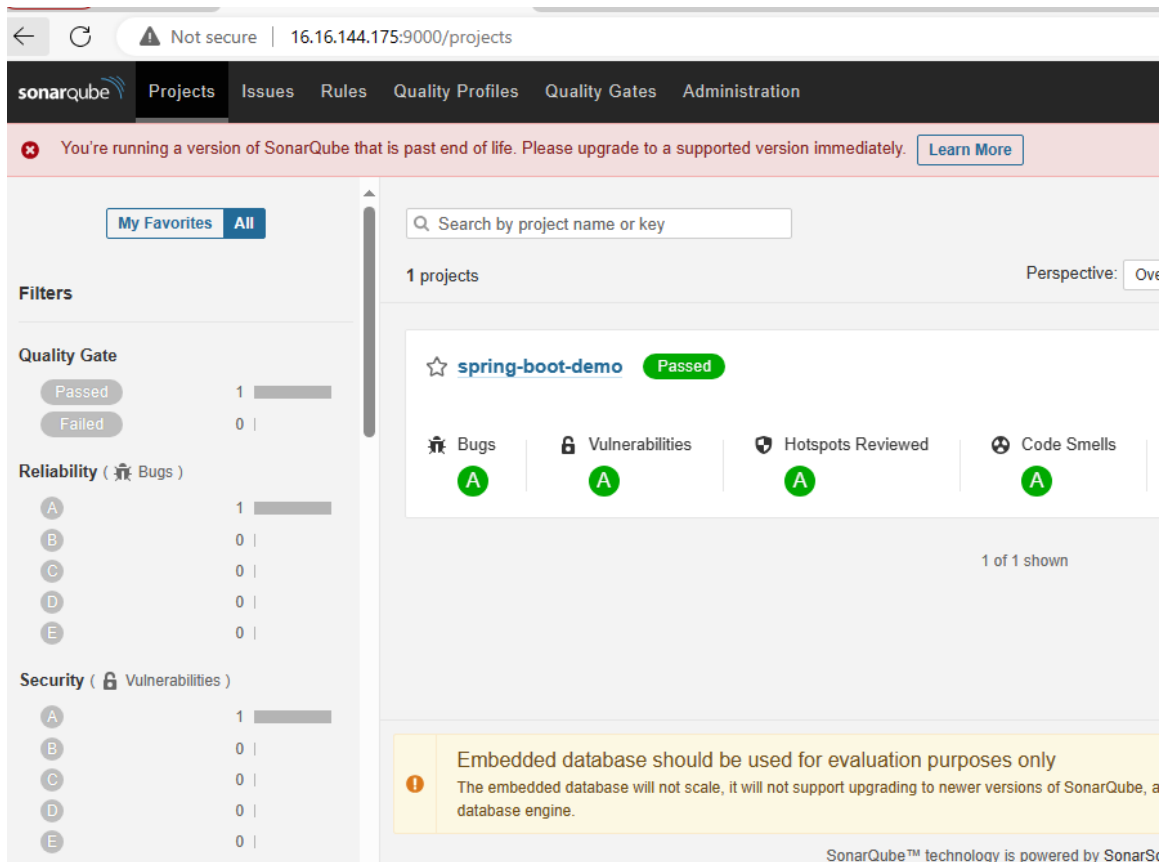 Not secure 16.16.144.175:9000/projects
sonarqube Projects Issues Rules Quality Profiles Quality Gates Administration
You're running a version of SonarQube that is past end of life. Please upgrade to a supported version immediately. Learn More
My Favorites All
Filters
Quality Gate
Passed 1
Failed 0
Reliability ( Bugs )
A 1
B 0
C 0
D 0
E 0
Security ( Vulnerabilities )
A 1
B 0
C 0
D 0
E 0
Search by project name or key
1 projects
Perspective: Ove
spring-boot-demo Passed
Bugs Vulnerabilities Hotspots Reviewed Code Smells
A A A A
1 of 1 shown
Embedded database should be used for evaluation purposes only
The embedded database will not scale, it will not support upgrading to newer versions of SonarQube, a
database engine.
SonarQube™ technology is powered by SonarSo